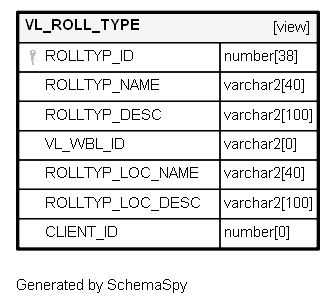 VL_ROLL_TYPE [view]
ROLLTYP_ID number[38]
ROLLTYP_NAME varchar2[40]
ROLLTYP_DESC varchar2[100]
VL_WBL_ID varchar2[0]
ROLLTYP_LOC_NAME varchar2[40]
ROLLTYP_LOC_DESC varchar2[100]
CLIENT_ID number[0]
Generated by SchemaSpy